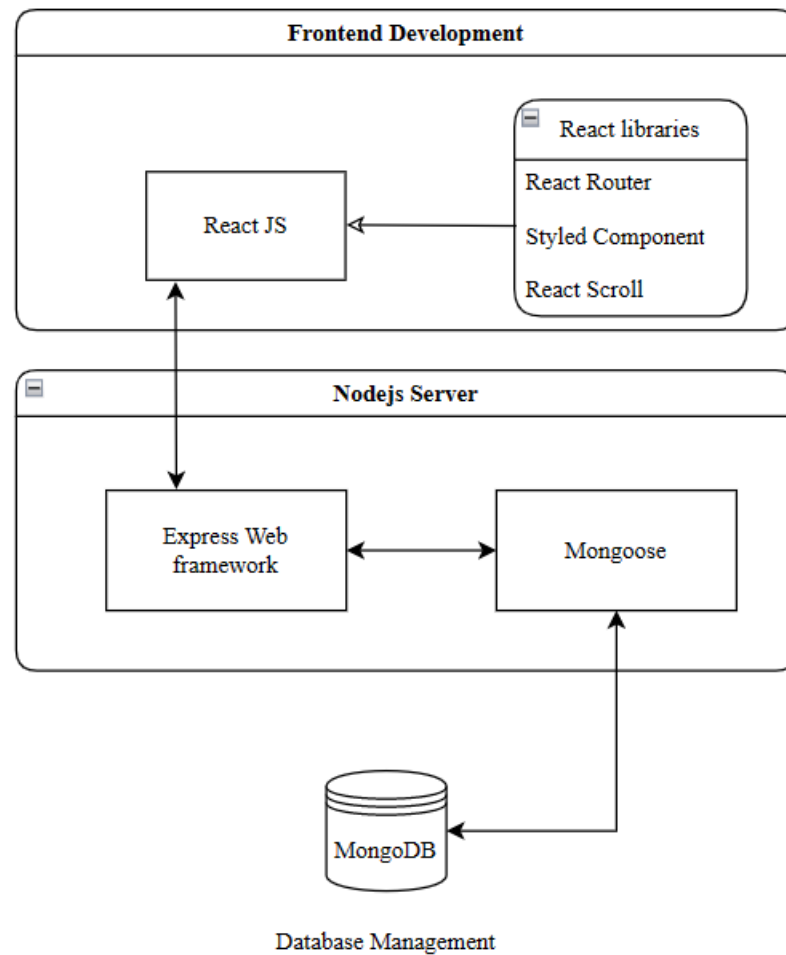 Frontend Development
React libraries
React Router
Styled Component
React Scroll
React JS
Nodejs Server
Express Web
framework
Mongoose
MongoDB
Database Management